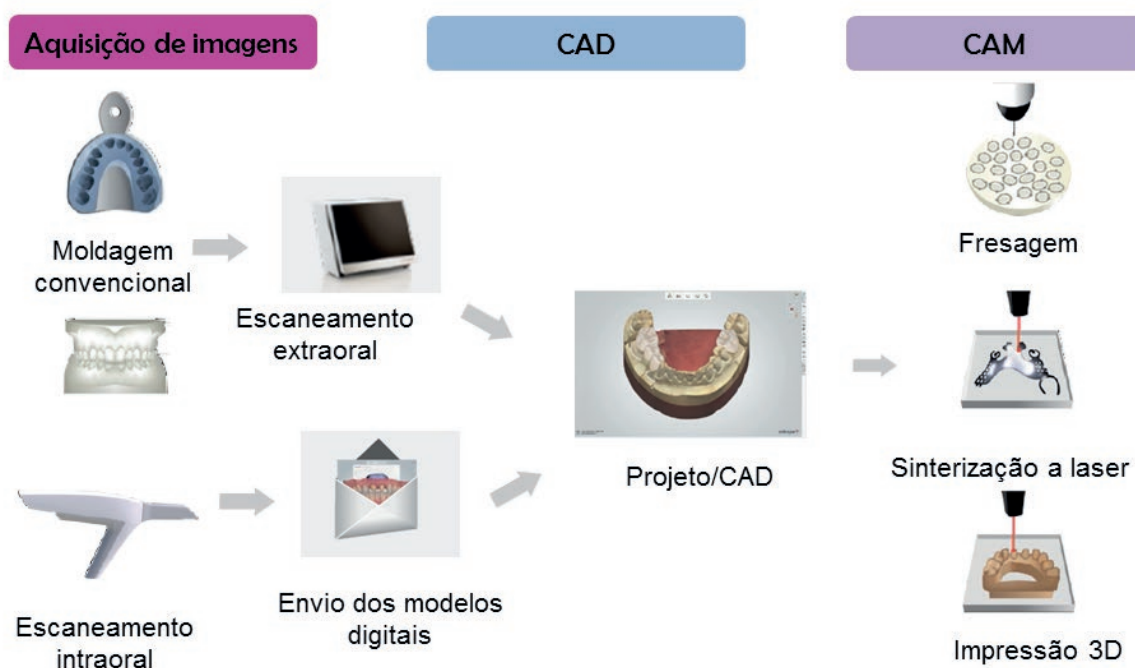 Aquisição de imagens
CAD
CAM
Moldagem
convencional
Escaneamento
extraoral
Fresagem
Projeto/CAD
Sinterização a laser
Escaneamento
intraoral
Envio dos modelos
digitais
Impressão 3D